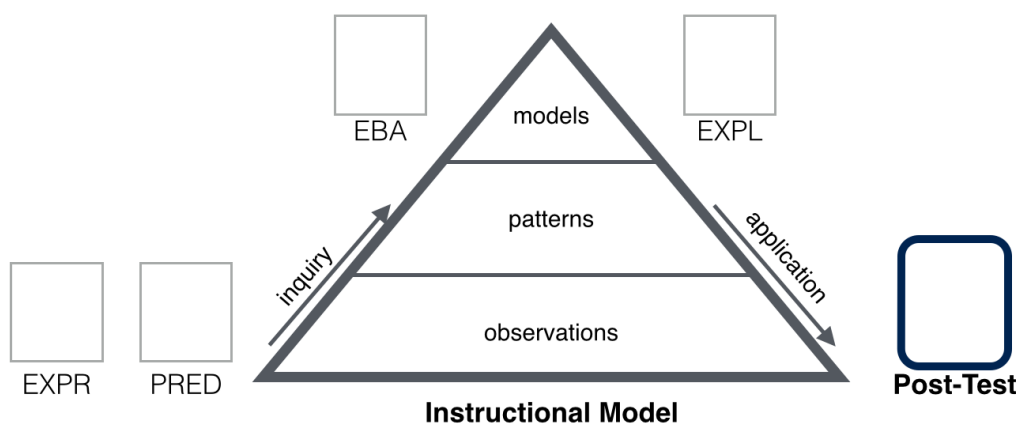 models
EBA
EXPL
patterns
inquiry
application
observations
EXPR
PRED
Post-Test
Instructional Model